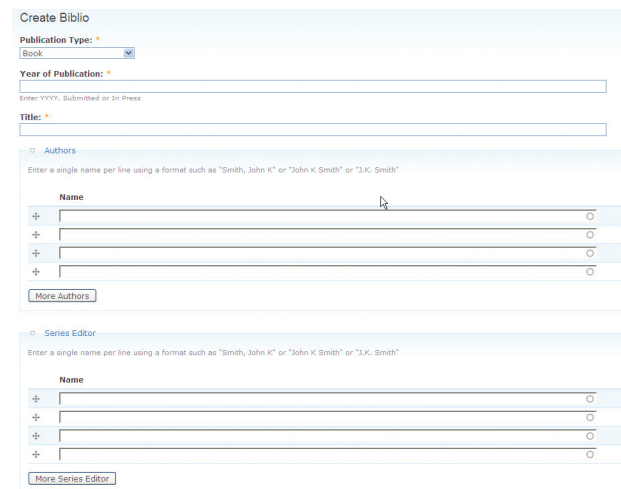 Create Biblio
Publication Type: *
Book
Year of Publication: *
Enter YYYY, Submitted or In Press
Title: *
Authors
Enter a single name per line using a format such as "Smith, John K" or "John K Smith" or "J.K. Smith"
Name
More Authors
Series Editor
Enter a single name per line using a format such as "Smith, John K" or "John K Smith" or "J.K. Smith"
Name
More Series Editor